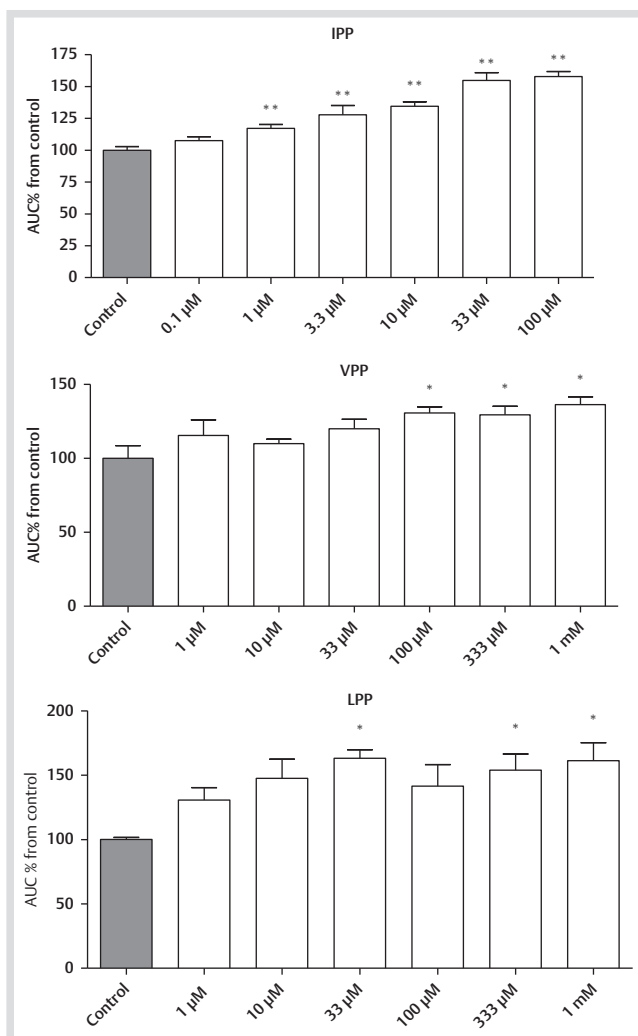 IPP
AUC% from control
175
150
125
100
75
50
25
0
** ** ** ** **
Control 0.1 µM 1 µM 3.3 µM 10 µM 33 µM 100 µM
VPP
AUC% from control
150
100
50
0
* * *
Control 1 µM 10 µM 33 µM 100 µM 333 µM 1 mM
LPP
AUC % from control
200
150
100
50
0
* * *
Control 1 µM 10 µM 33 µM 100 µM 333 µM 1 mM